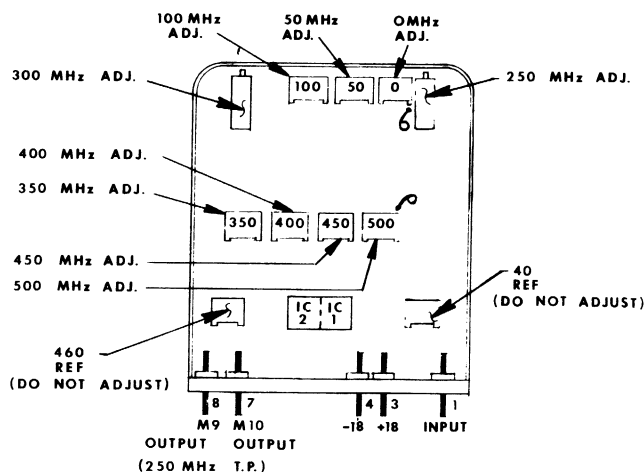 100 MHz ADJ.
50 MHz ADJ.
0 MHz ADJ.
300 MHz ADJ.
250 MHz ADJ.
100
50
0
400 MHz ADJ.
350 MHz ADJ.
350
400
450
500
450 MHz ADJ.
500 MHz ADJ.
40
REF
(DO NOT ADJUST)
IC 2
IC 1
460
REF
(DO NOT ADJUST)
8
7
4
3
1
M9
M10
-18
+18
INPUT
OUTPUT
OUTPUT
(250 MHz T.P.)